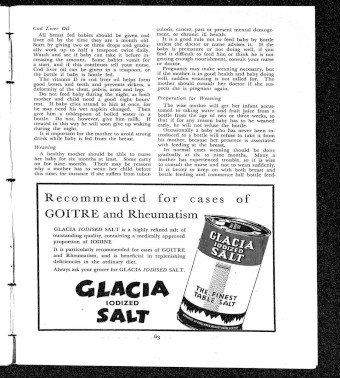 Cod Liver Oil
All breast fed babies should be given cod
liver oil by the time they are a month old.
Start by giving two or three drops and gradu-
ally work up to half a teaspoon twice daily.
Watch and see if baby can take it before in-
creasing the amount. Some babies vomit for
a start, and if this continues tell your nurse.
Cod liver oil can be given in a teaspoon, or
the bottle if baby is bottle fed.
The vitamin D in cod liver oil helps form
good bones and teeth and prevents rickets, a
deformity of the chest, pelvis, arms and legs.
Do not feed baby during the night, as both
mother and child need a good eight hours'
rest. If baby cries attend to him at once, for
he may need his wet napkin changed. Then
give him a tablespoon of boiled water in a
bottle. Do not, however, give him milk. If
treated in this way he will soon give up waking
during the night.
It is important for the mother to avoid strong
drink while baby is fed from the breast.
Weaning
A healthy mother should be able to nurse
her baby for six months at least. Some carry
on for nine months. There may be reasons
why a mother has to wean her child before
this time, for instance if she suffers from tuber-
culosis, cancer, past or present mental derange-
ment, or chronic ill health.
It is a good rule not to feed baby by bottle
unless the doctor or nurse advises it. If the
baby is premature or not doing well, if you
find it difficult to feed him or think he is not
getting enough nourishment, consult your nurse
or doctor.
Pregnancy may make weaning necessary, but
if the mother is in good health and baby doing
well, sudden weaning is not called for. The
mother should consult her doctor if she sus-
pects she is pregnant again.
Preparation for Weaning
The wise mother will get her infant accus-
tomed to taking water and fruit juice from a
bottle from the age of two or three weeks, so
that if for any reason baby has to be weaned
early, he will not refuse the bottle.
Occasionally a baby who has never been in-
troduced to a bottle will refuse to take it from
his mother, because her presence is associated
with feeding at the breast.
In normal cases weaning should be done
gradually at six to nine months. Many a
mother has experienced trouble, so it is wise
to consult the nurse and not to wean suddenly.
It is better to keep on with both breast and
bottle feeding and commence full bottle feed-
Recommended for cases of
GOITRE and Rheumatism
GLACIA IODISED SALT is a highly refined salt of
outstanding quality, containing a medically approved
proportion of IODINE
It is particularly recommended for cases of GOITRE
and Rheumatism, and is beneficial in replenishing
deficiencies in the ordinary diet.
Always ask your grocer for GLACIA IODISED SALT.
GLACIA
IODIZED
SALT
GLACIA
IODIZED
SALT
THE FINEST
TABLE SALT
83